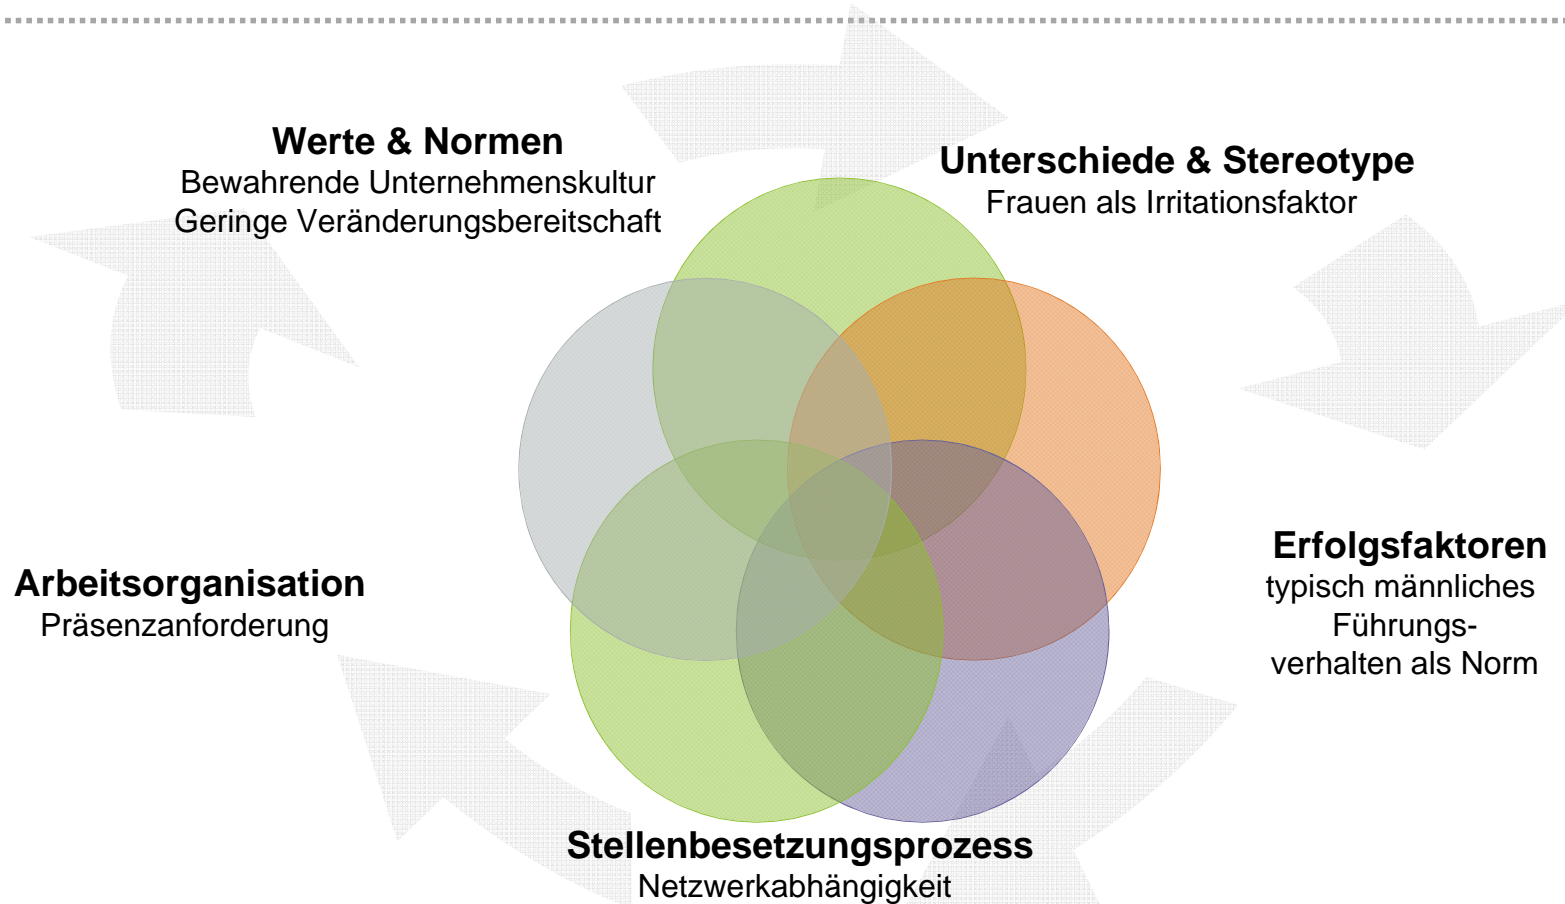 Werte & Normen
Bewahrende Unternehmenskultur
Geringe Veränderungsbereitschaft
Unterschiede & Stereotype
Frauen als Irritationsfaktor
Erfolgsfaktoren
typisch männliches
Führungs-
verhalten als Norm
Stellenbesetzungsprozess
Netzwerkabhängigkeit
Arbeitsorganisation
Präsenzanforderung